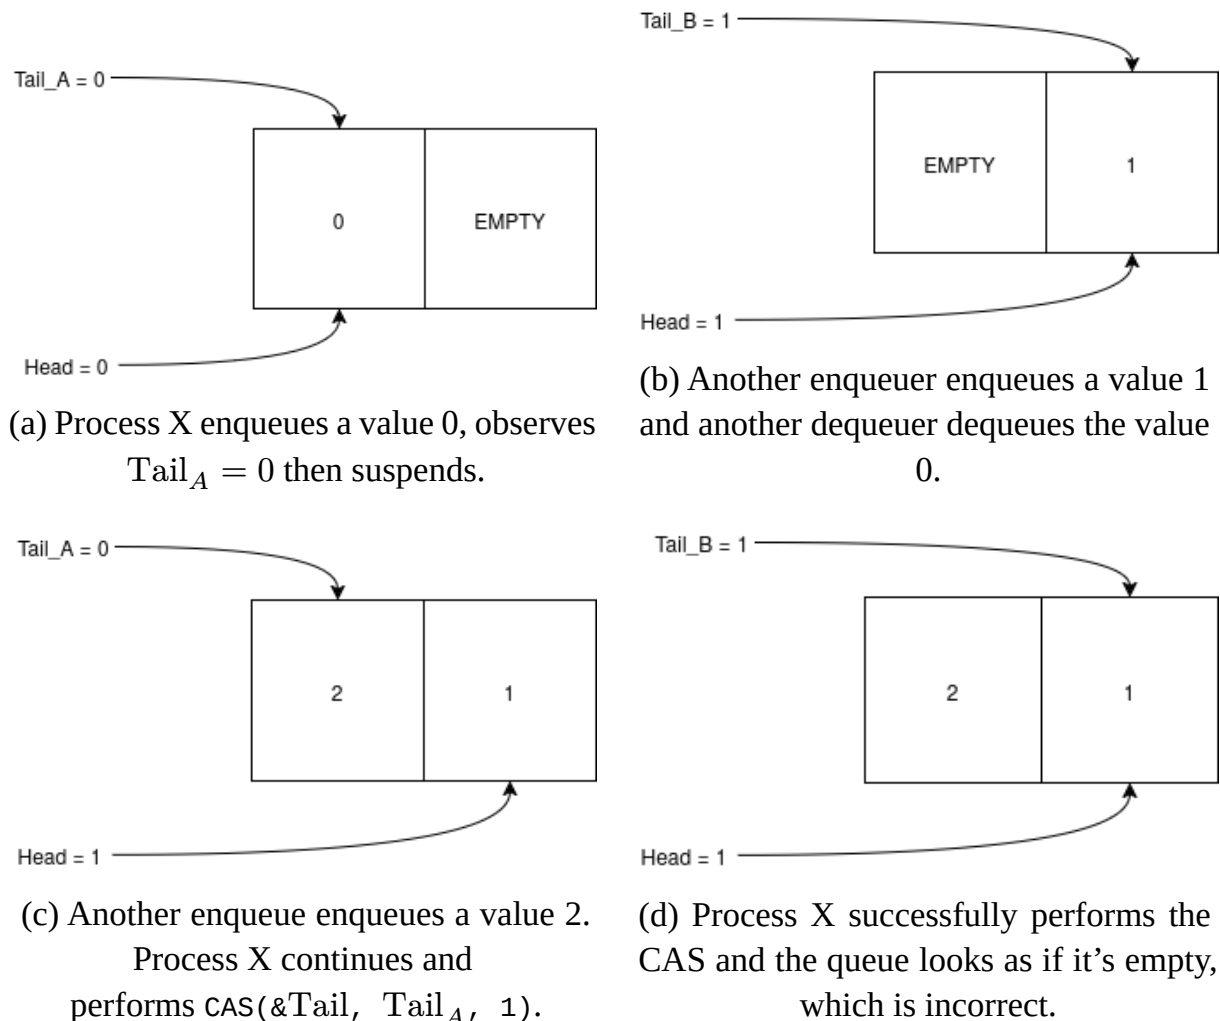 Tail_A = 0
0
EMPTY
Head = 0
(a) Process X enqueues a value 0, observes
Tail_A = 0 then suspends.
Tail_B = 1
EMPTY
1
Head = 1
(b) Another enqueuer enqueues a value 1
and another dequeuer dequeues the value
0.
Tail_A = 0
2
1
Head = 1
(c) Another enqueue enqueues a value 2.
Process X continues and
performs CAS(&Tail, Tail_A, 1).
Tail_B = 1
2
1
Head = 1
(d) Process X successfully performs the
CAS and the queue looks as if it's empty,
which is incorrect.